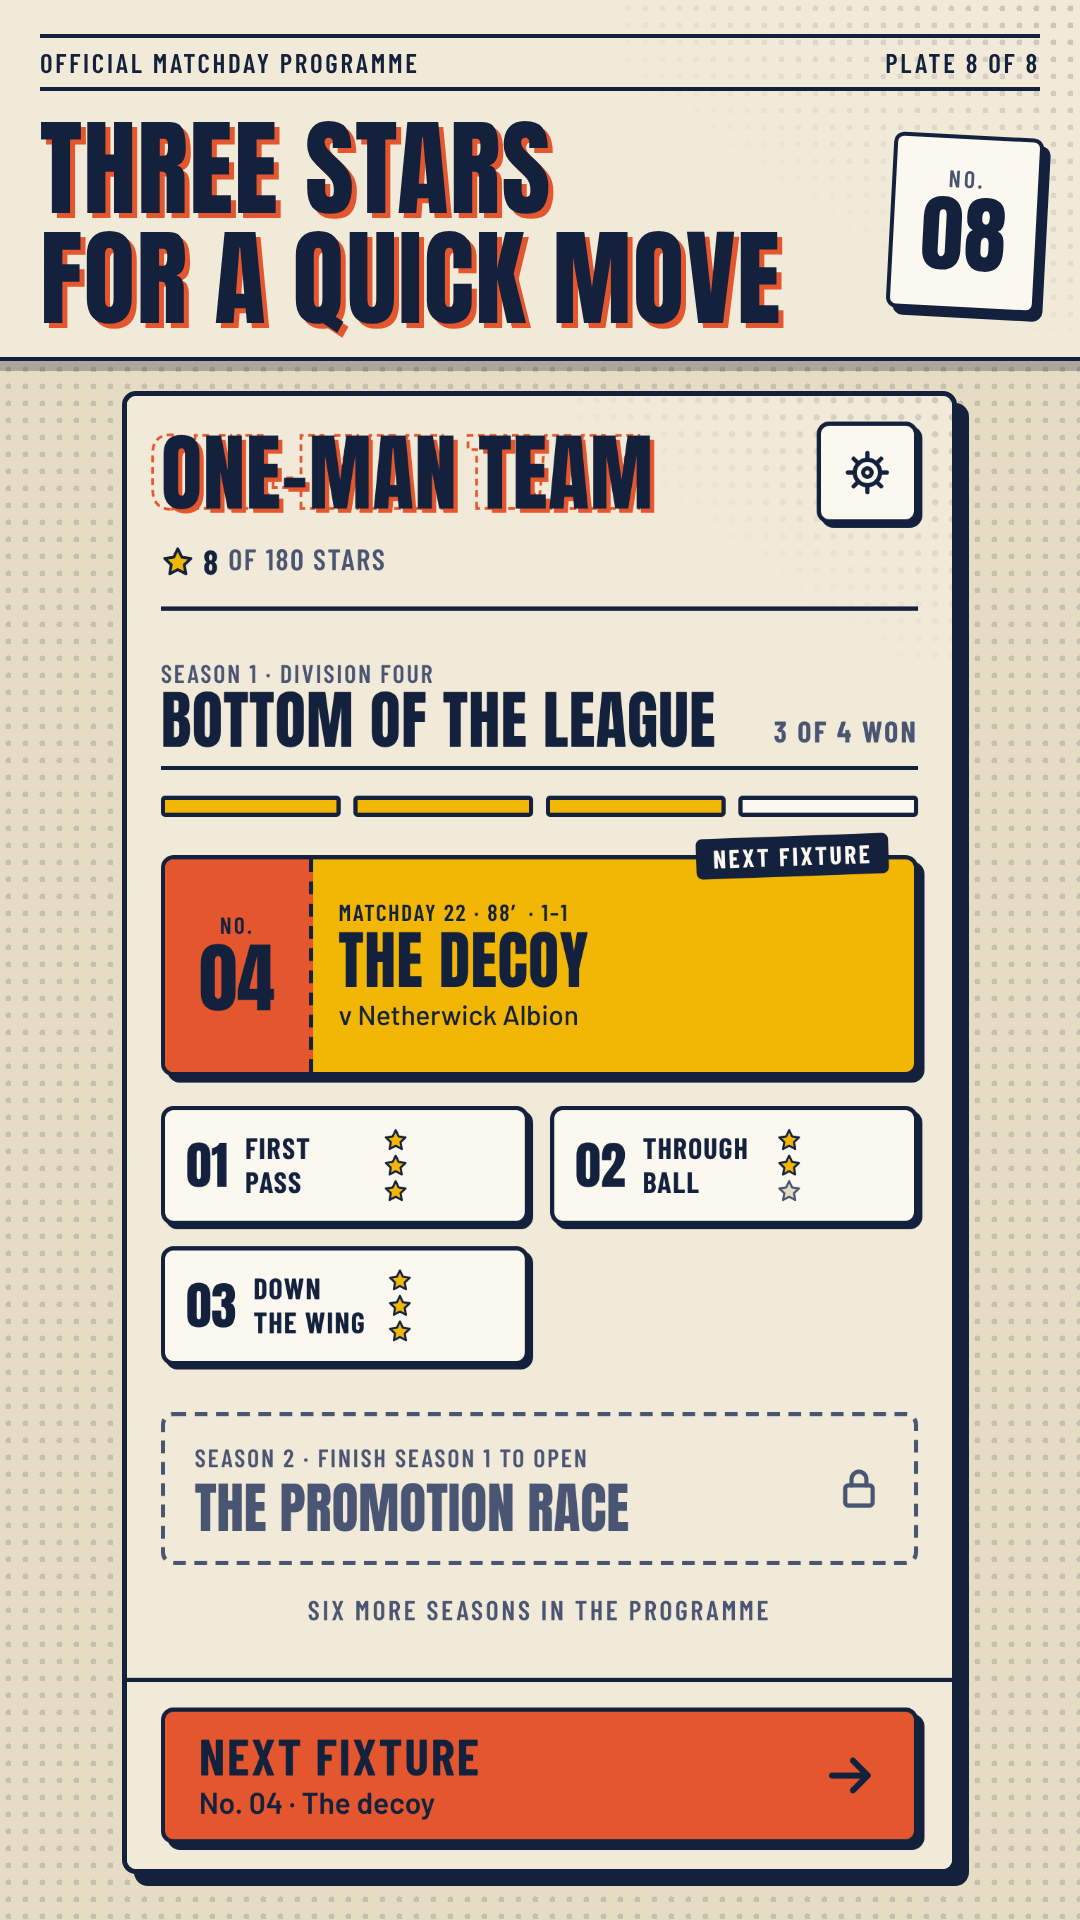 OFFICIAL MATCHDAY PROGRAMME
PLATE 8 OF 8
THREE STARS
FOR A QUICK MOVE
NO.
08
ONE-MAN TEAM
8 OF 180 STARS
SEASON 1 · DIVISION FOUR
BOTTOM OF THE LEAGUE
3 OF 4 WON
NEXT FIXTURE
NO.
04
MATCHDAY 22 · 88′ · 1–1
THE DECOY
v Netherwick Albion
01
FIRST
PASS
02
THROUGH
BALL
03
DOWN
THE WING
SEASON 2 · FINISH SEASON 1 TO OPEN
THE PROMOTION RACE
SIX MORE SEASONS IN THE PROGRAMME
NEXT FIXTURE
No. 04 · The decoy